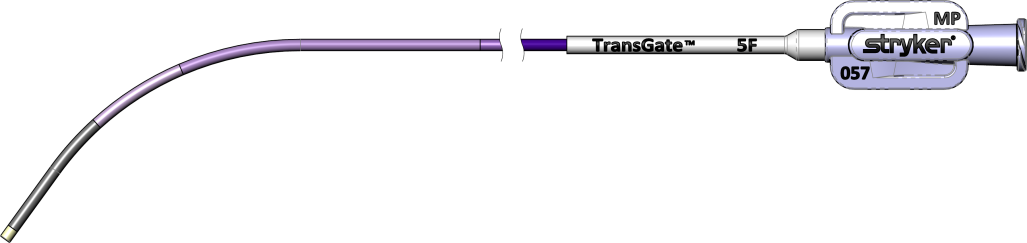 TransGate™ 5F
MP
stryker®
057